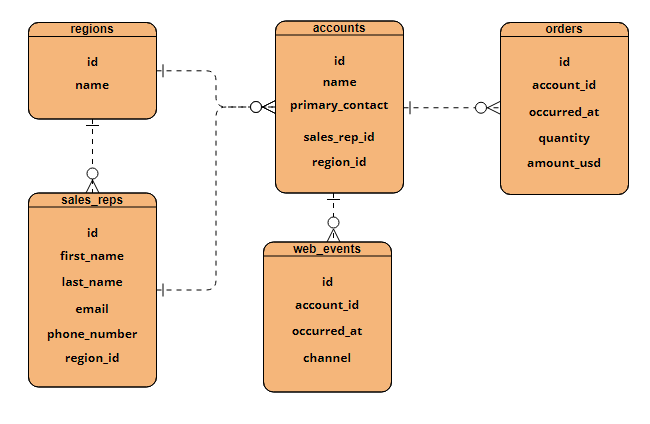 regions
id
name
accounts
id
name
primary_contact
sales_rep_id
region_id
orders
id
account_id
occurred_at
quantity
amount_usd
sales_reps
id
first_name
last_name
email
phone_number
region_id
web_events
id
account_id
occurred_at
channel